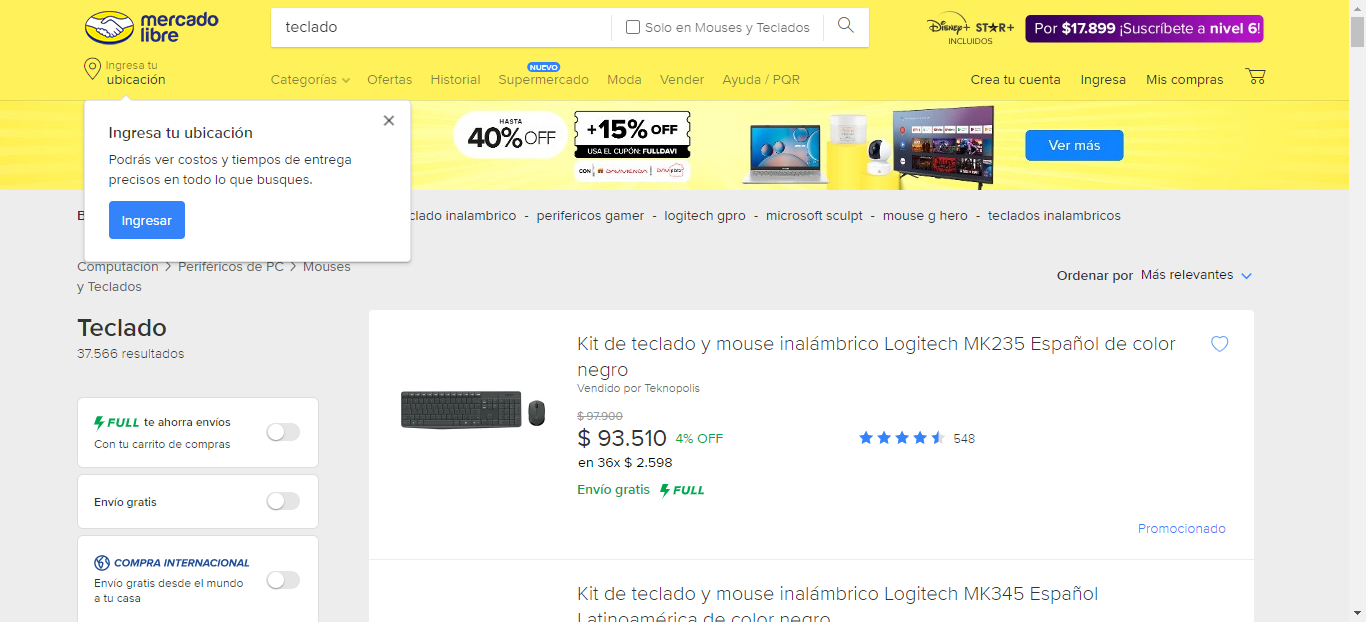 mercado
libre
teclado
Solo en Mouses y Teclados
Disney+ STAR+
INCLUIDOS
Por $17.899 ¡Suscríbete a nivel 6!
Ingresa tu
ubicación
Categorías
Ofertas
Historial
NUEVO
Supermercado
Moda
Vender
Ayuda / PQR
Crea tu cuenta
Ingresa
Mis compras
Ingresa tu ubicación
Podrás ver costos y tiempos de entrega
precisos en todo lo que busques.
Ingresar
HASTA
40% OFF
+15% OFF
USA EL CUPÓN: FULLDAVI
CON DAVIVIENDA
Ver más
B
clado inalambrico - perifericos gamer - logitech gpro - microsoft sculpt - mouse g hero - teclados inalambricos
Computación > Periféricos de PC > Mouses
y Teclados
Ordenar por Más relevantes
Teclado
37.566 resultados
FULL te ahorra envíos
Con tu carrito de compras
Envío gratis
COMPRA INTERNACIONAL
Envío gratis desde el mundo
a tu casa
Kit de teclado y mouse inalámbrico Logitech MK235 Español de color
negro
Vendido por Teknopolis
$ 97.900
$ 93.510 4% OFF
548
en 36x $ 2.598
Envío gratis FULL
Promocionado
Kit de teclado y mouse inalámbrico Logitech MK345 Español
Latinoamérica de color negro